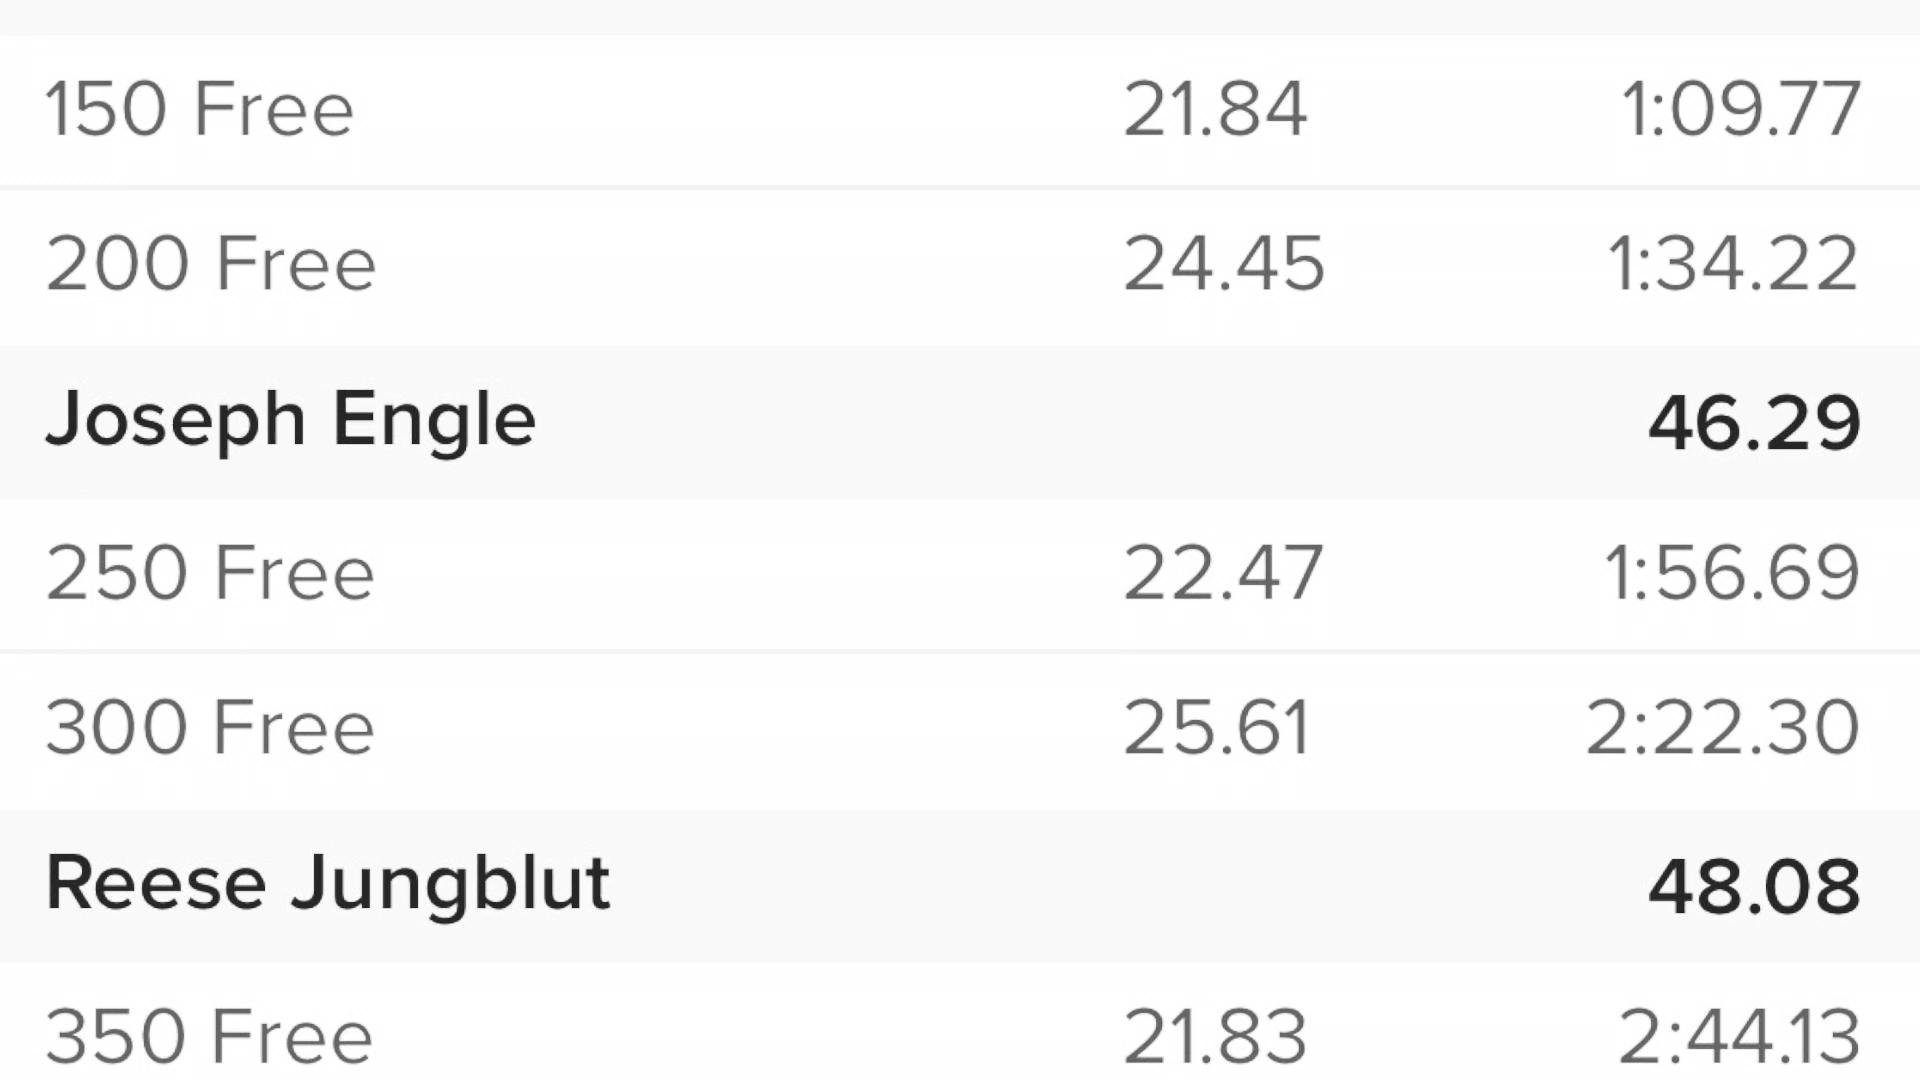 150 Free 21.84 1:09.77
200 Free 24.45 1:34.22
Joseph Engle 46.29
250 Free 22.47 1:56.69
300 Free 25.61 2:22.30
Reese Jungblut 48.08
350 Free 21.83 2:44.13